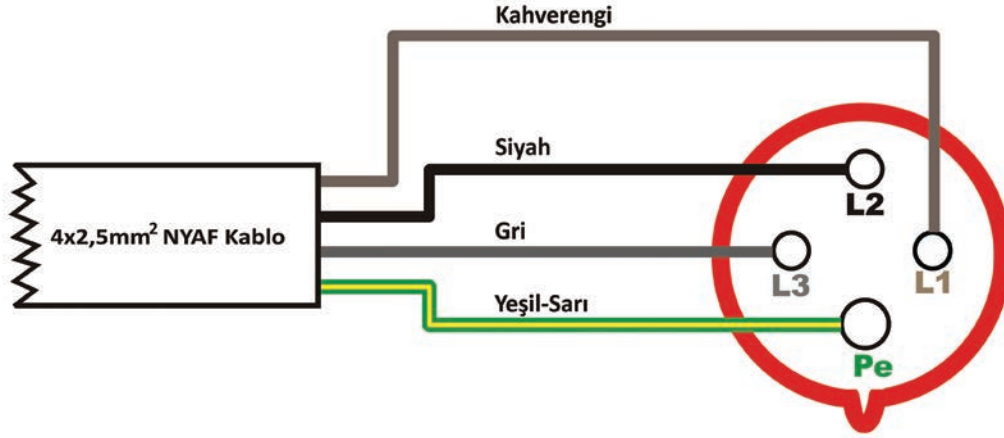 Kahverengi
Siyah
L2
4x2,5mm² NYAF Kablo
Gri
L3
L1
Yeşil-Sarı
Pe